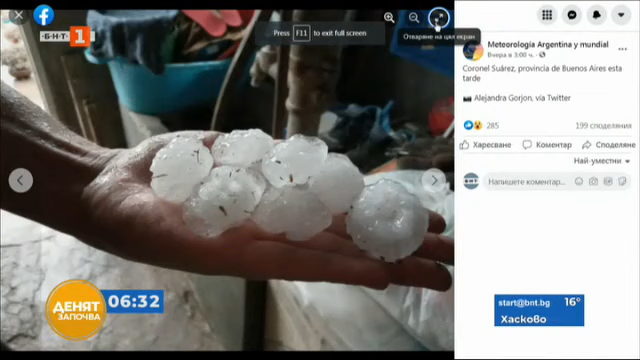 БНТ 1
Press F11 to exit full screen
Отваряне на цял екран
Meteorología Argentina y mundial
Вчера в 3:00 ч.
Coronel Suárez, provincia de Buenos Aires esta
tarde
Alejandra Gorjon, via Twitter
285
199 споделяния
Харесване Коментар Споделяне
Най-уместни
БНТ
Напишете коментар...
ДЕНЯТ
ЗАПОЧВА
06:32
start@bnt.bg 16°
Хасково